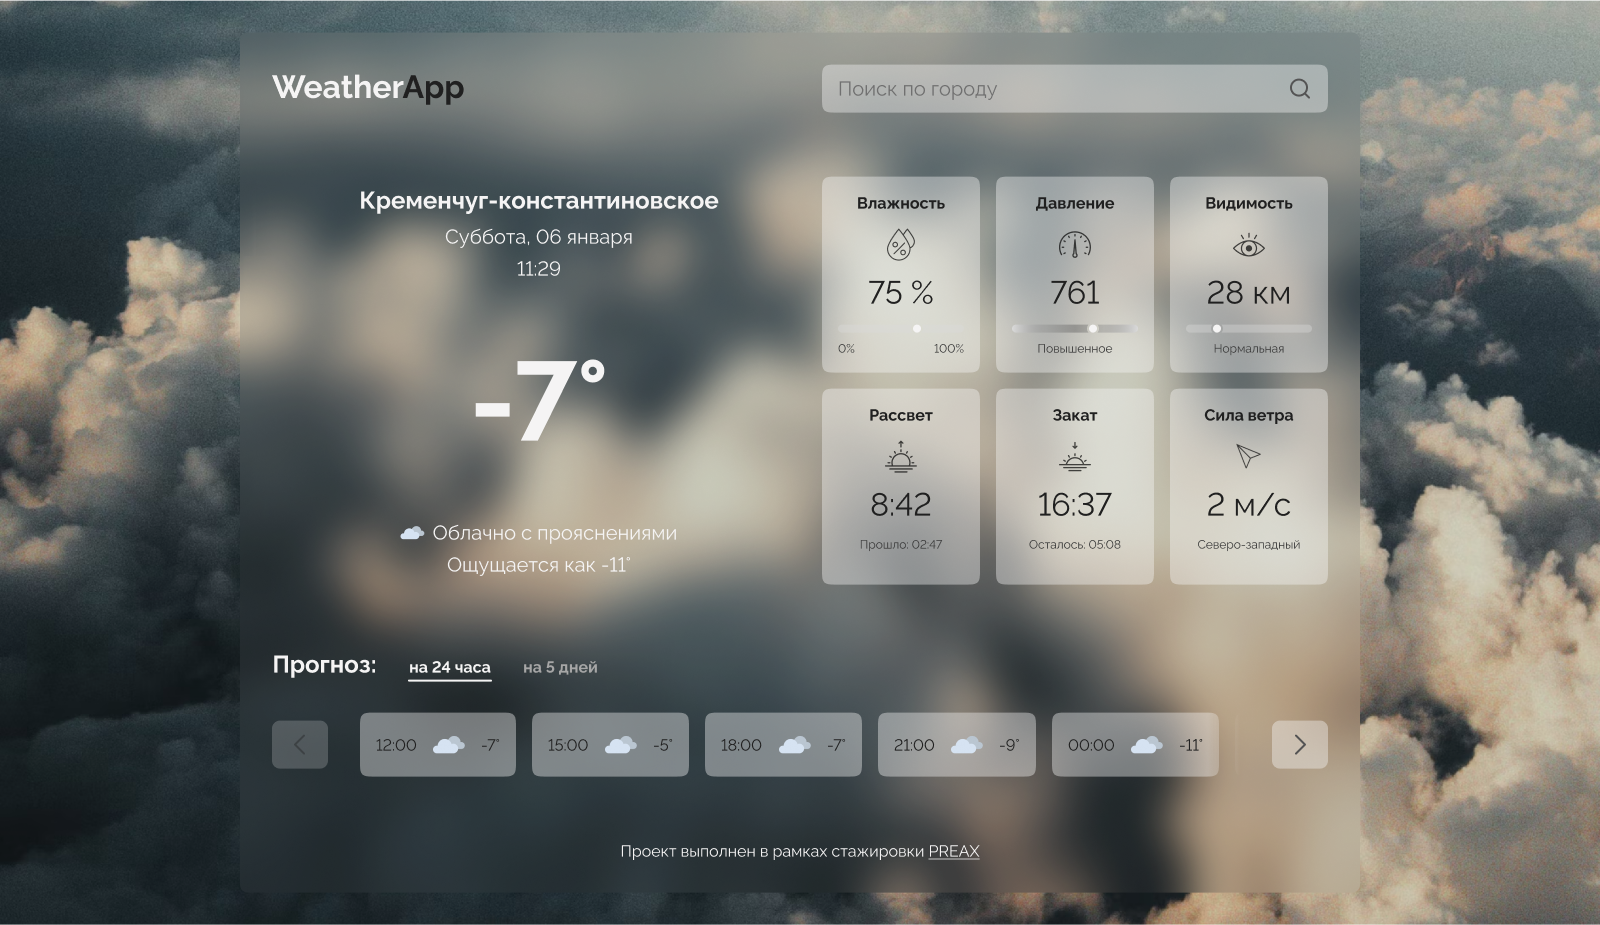 WeatherApp
Поиск по городу
Кременчуг-константиновское
Суббота, 06 января
11:29
-7°
Облачно с прояснениями
Ощущается как -11°
Влажность
75 %
0% 100%
Давление
761
Повышенное
Видимость
28 км
Нормальная
Рассвет
8:42
Прошло: 02:47
Закат
16:37
Осталось: 05:08
Сила ветра
2 м/с
Северо-западный
Прогноз: на 24 часа на 5 дней
12:00 -7°
15:00 -5°
18:00 -7°
21:00 -9°
00:00 -11°
Проект выполнен в рамках стажировки PREAX